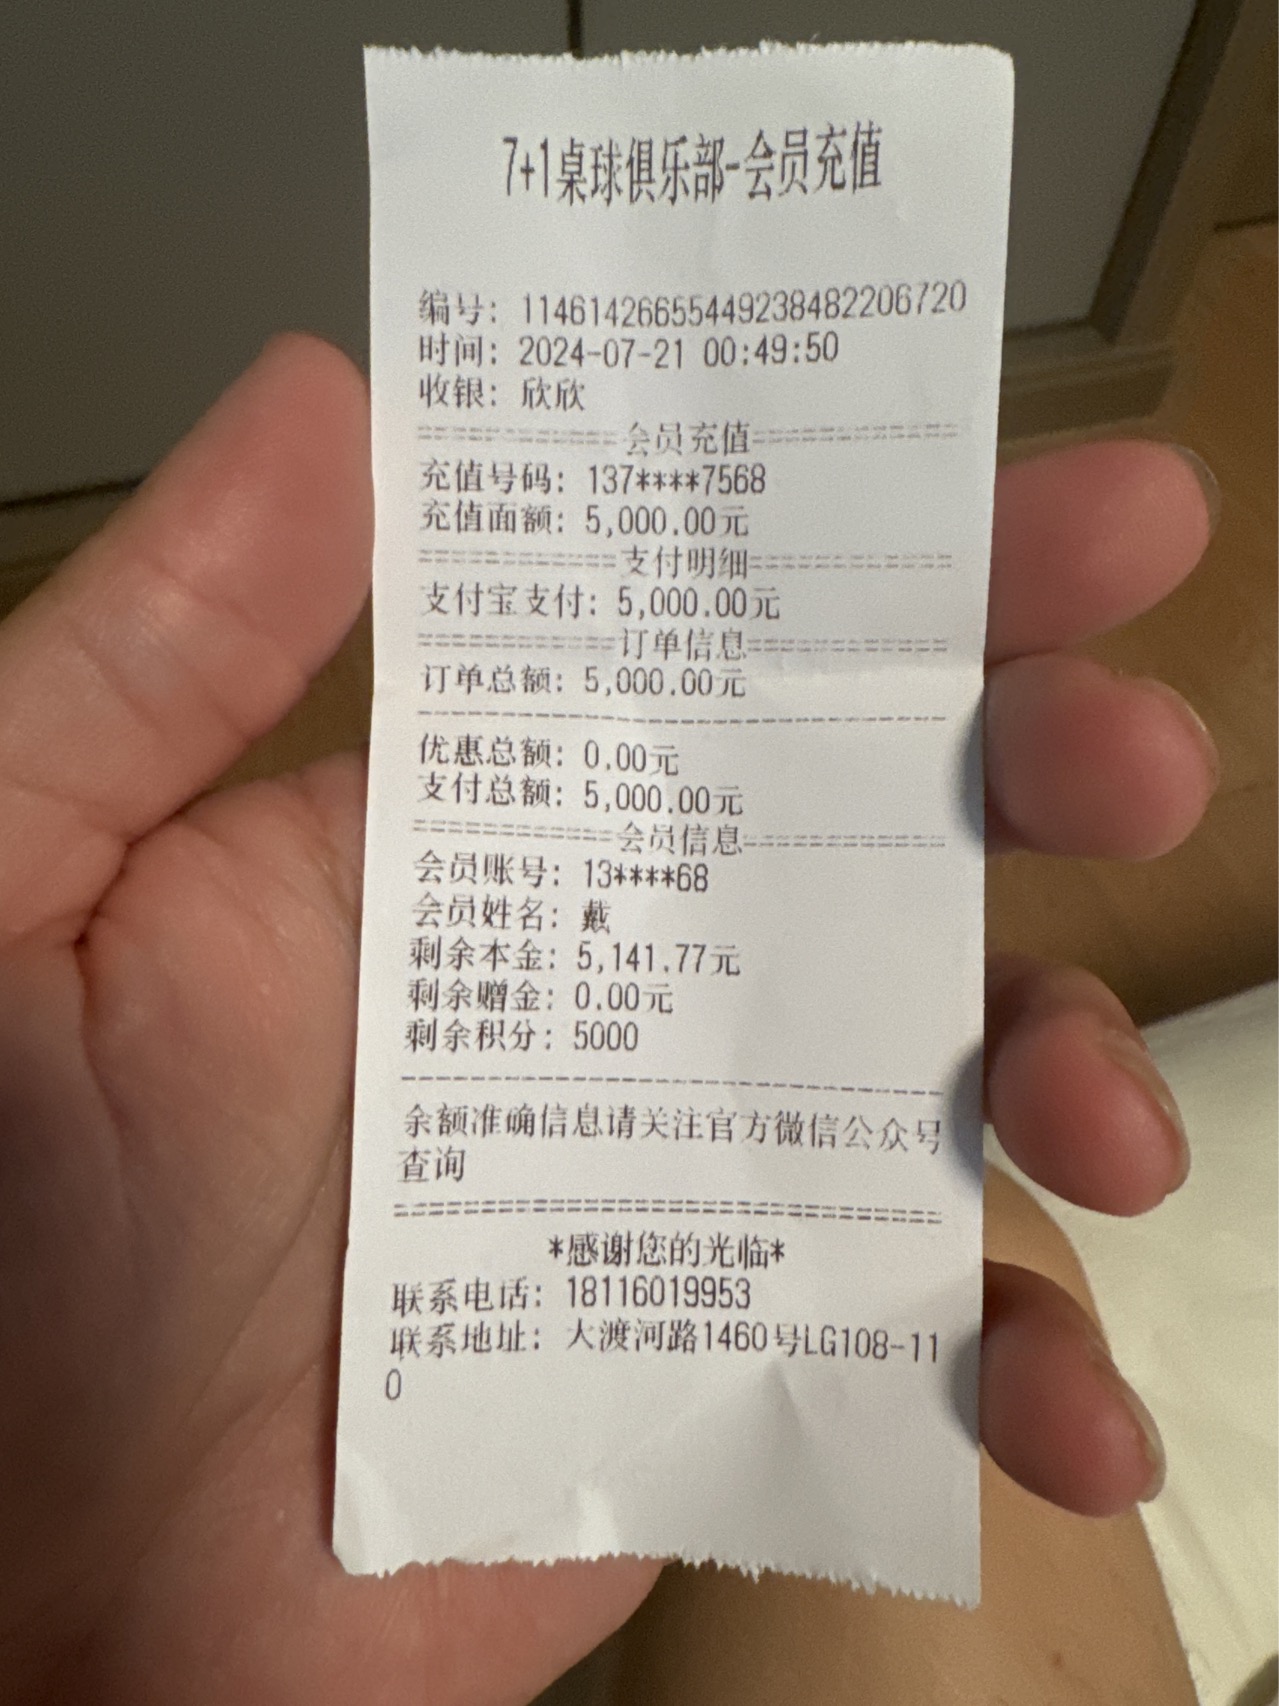 7+1桌球俱乐部-会员充值
编号: 1146142665544923848220​6720
时间: 2024-07-21 00:49:50
收银: 欣欣
============会员充值============
充值号码: 137****7568
充值面额: 5,000.00元
============支付明细============
支付宝支付: 5,000.00元
============订单信息============
订单总额: 5,000.00元
--------------------------------
优惠总额: 0.00元
支付总额: 5,000.00元
============会员信息============
会员账号: 13****68
会员姓名: 戴
剩余本金: 5,141.77元
剩余赠金: 0.00元
剩余积分: 5000
--------------------------------
余额准确信息请关注官方微信公众号
查询
================================
*感谢您的光临*
联系电话: 18116019953
联系地址: 大渡河路1460号LG108-11
0